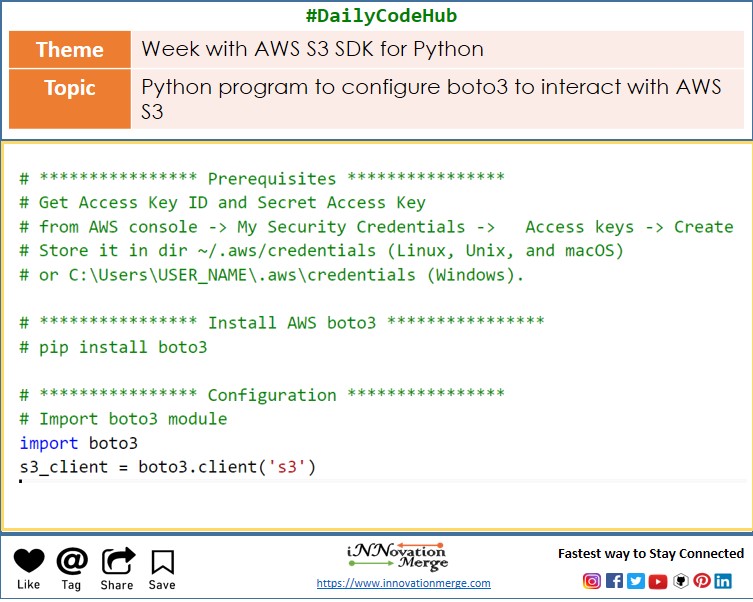 #DailyCodeHub
Theme
Week with AWS S3 SDK for Python
Topic
Python program to configure boto3 to interact with AWS
S3
# **************** Prerequisites ****************
# Get Access Key ID and Secret Access Key
# from AWS console -> My Security Credentials ->   Access keys -> Create
# Store it in dir ~/.aws/credentials (Linux, Unix, and macOS)
# or C:\Users\USER_NAME\.aws\credentials (Windows).
# **************** Install AWS boto3 ****************
# pip install boto3
# **************** Configuration ****************
# Import boto3 module
import boto3
s3_client = boto3.client('s3')
Like
Tag
Share
Save
iNNovation
Merge
https://www.innovationmerge.com
Fastest way to Stay Connected